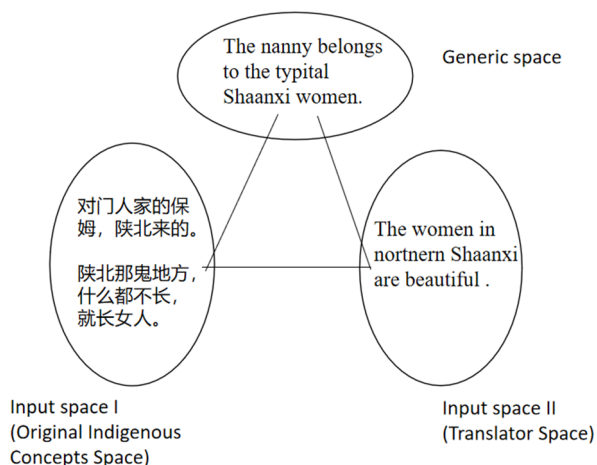 The nanny belongs
to the typital
Shaanxi women.
Generic space
对门人家的保
姆，陕北来的。
陕北那鬼地方，
什么都不长，
就长女人。
The women in
nortnern Shaanxi
are beautiful .
Input space I
(Original Indigenous
Concepts Space)
Input space II
(Translator Space)